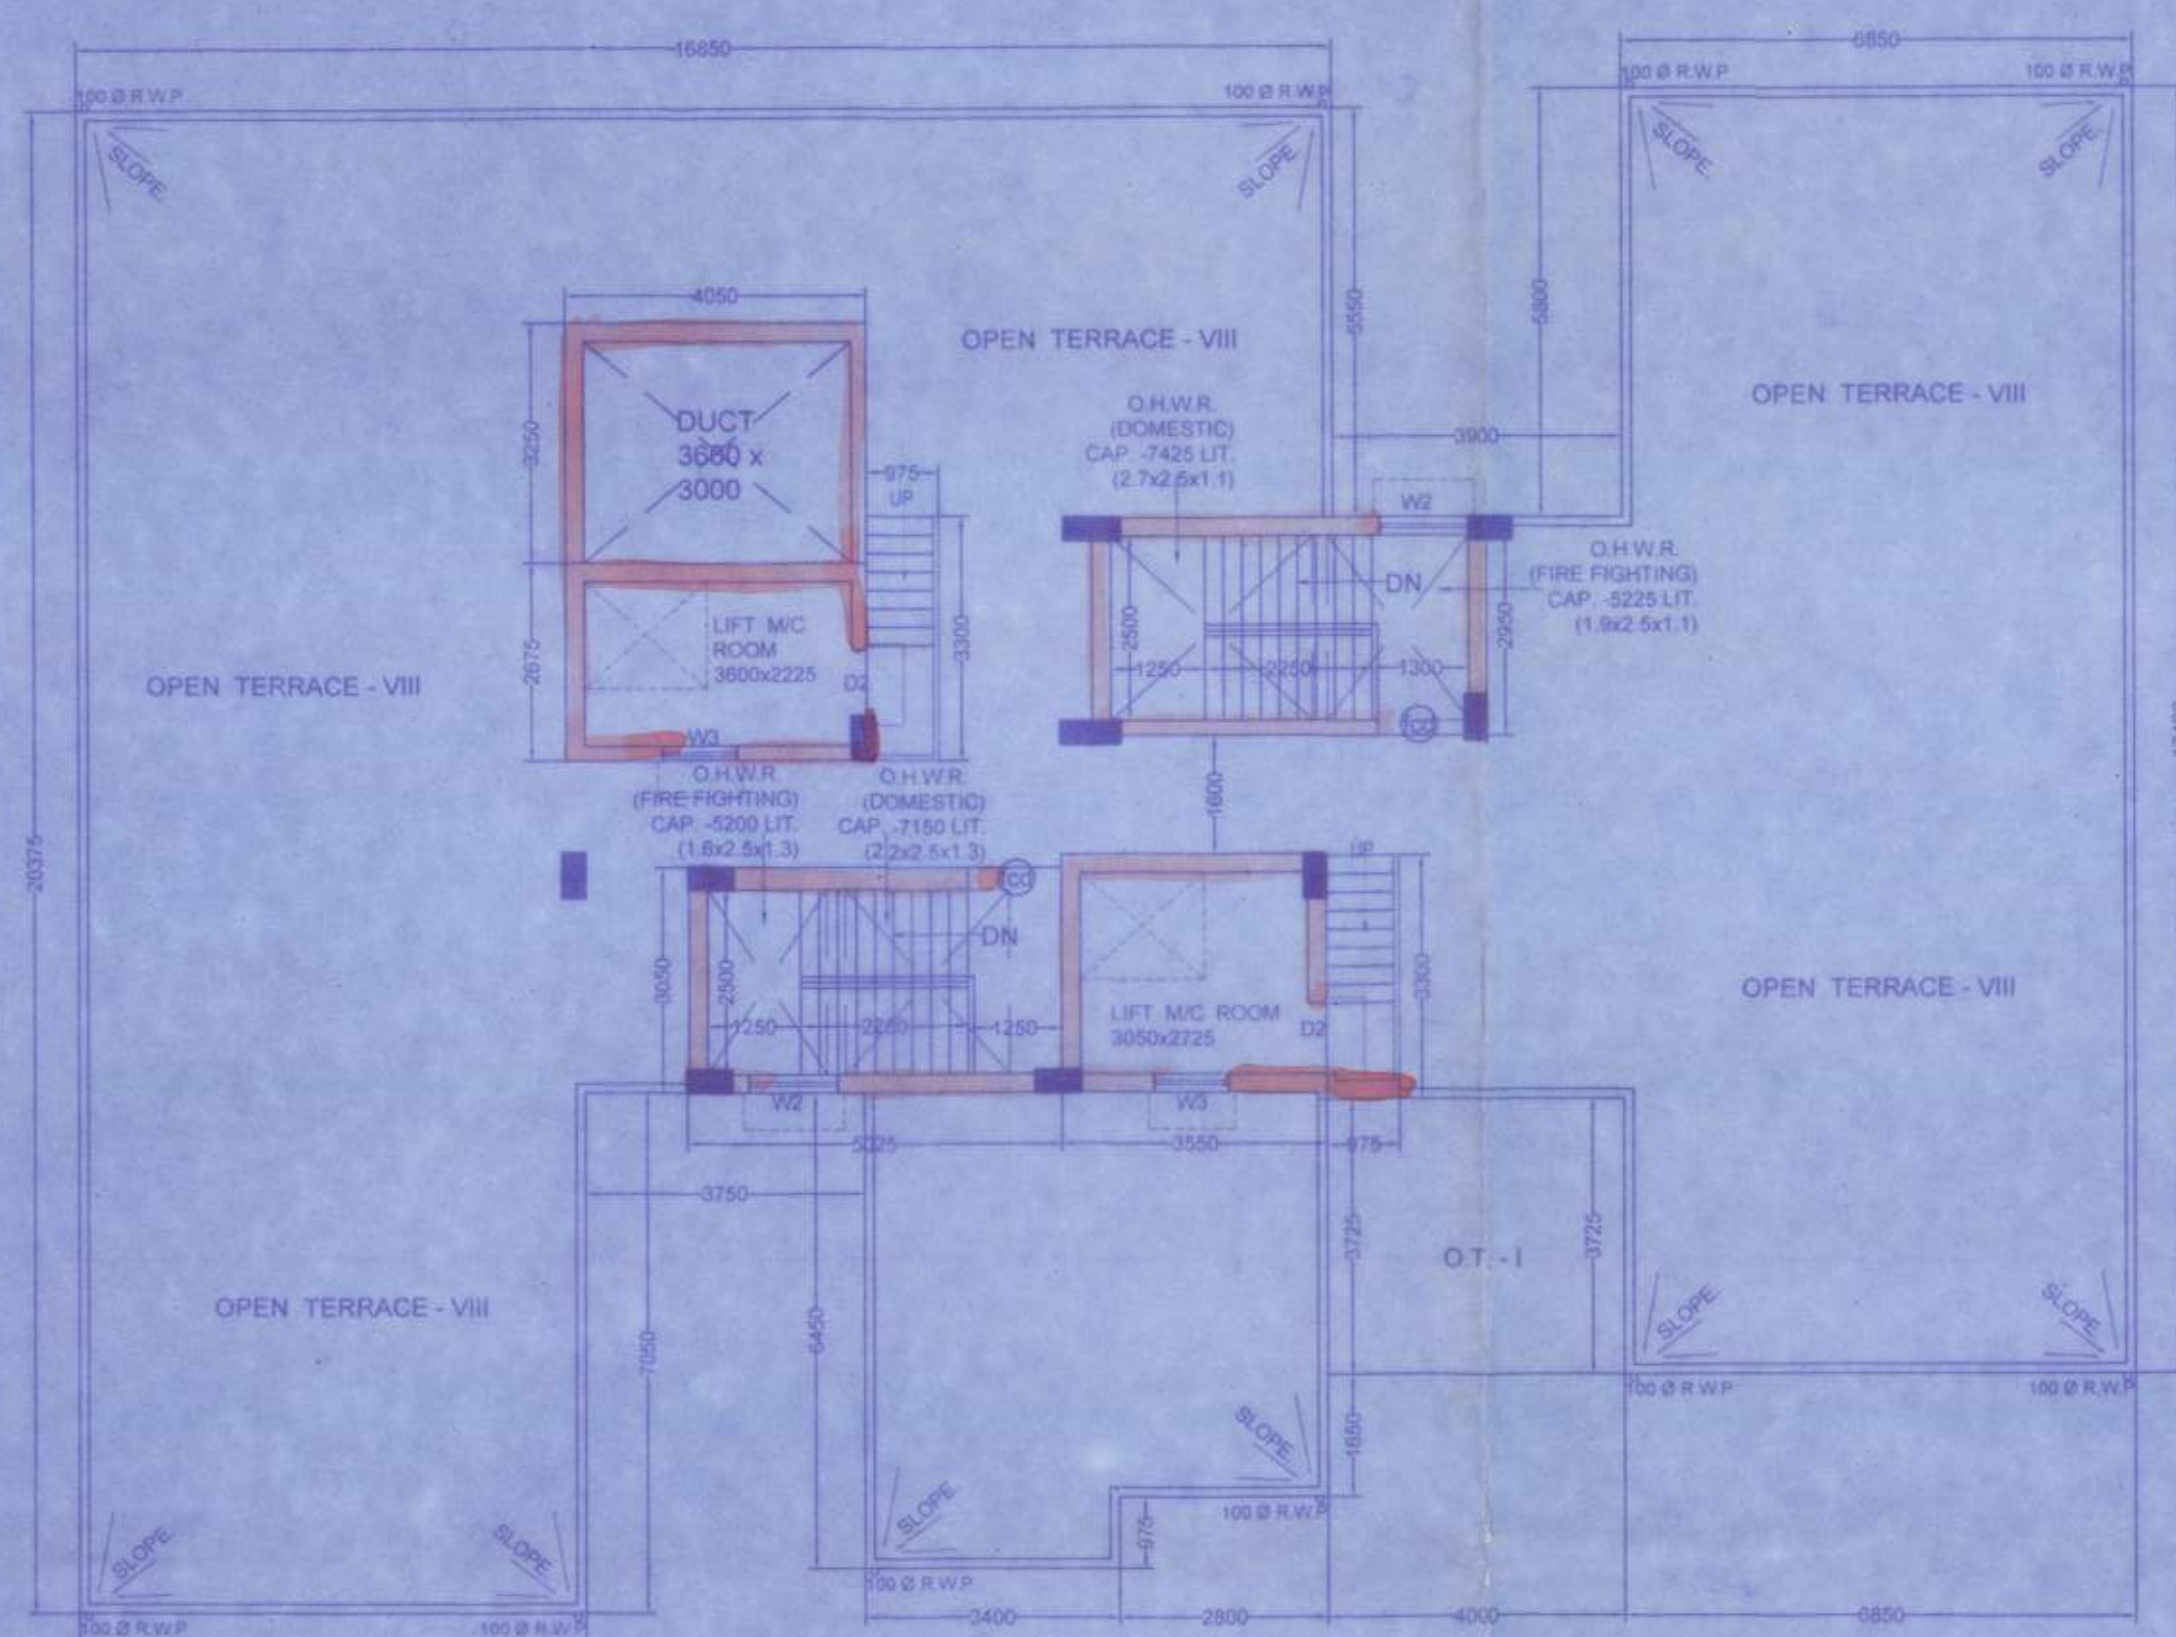 16850
6850
100 Ø R.W.P
100 Ø R.W.P
100 Ø R.W.P
100 Ø R.W.P
SLOPE
SLOPE
SLOPE
SLOPE
4050
5550
5800
OPEN TERRACE - VIII
OPEN TERRACE - VIII
3250
DUCT
3600 x
3000
975
UP
O.H.W.R.
(DOMESTIC)
CAP. -7425 LIT.
(2.7x2.5x1.1)
3900
W2
O.H.W.R.
(FIRE FIGHTING)
CAP. -5225 LIT.
(1.9x2.5x1.1)
DN
2500
2950
1250
2250
1300
2675
LIFT M/C
ROOM
3600x2225
D2
3300
OPEN TERRACE - VIII
W3
O.H.W.R.
(FIRE FIGHTING)
CAP. -5200 LIT.
(1.6x2.5x1.3)
O.H.W.R.
(DOMESTIC)
CAP. -7150 LIT.
(2.2x2.5x1.3)
1600
20375
UP
3050
2500
DN
1250
2250
1250
LIFT M/C ROOM
3050x2725
D2
3300
OPEN TERRACE - VIII
W2
W3
5025
3550
975
3750
3725
O.T. - I
3725
OPEN TERRACE - VIII
7050
6450
SLOPE
SLOPE
100 Ø R.W.P
100 Ø R.W.P
1650
SLOPE
SLOPE
100 Ø R.W.P
975
SLOPE
SLOPE
100 Ø R.W.P
3400
2800
4000
6850
100 Ø R.W.P
100 Ø R.W.P